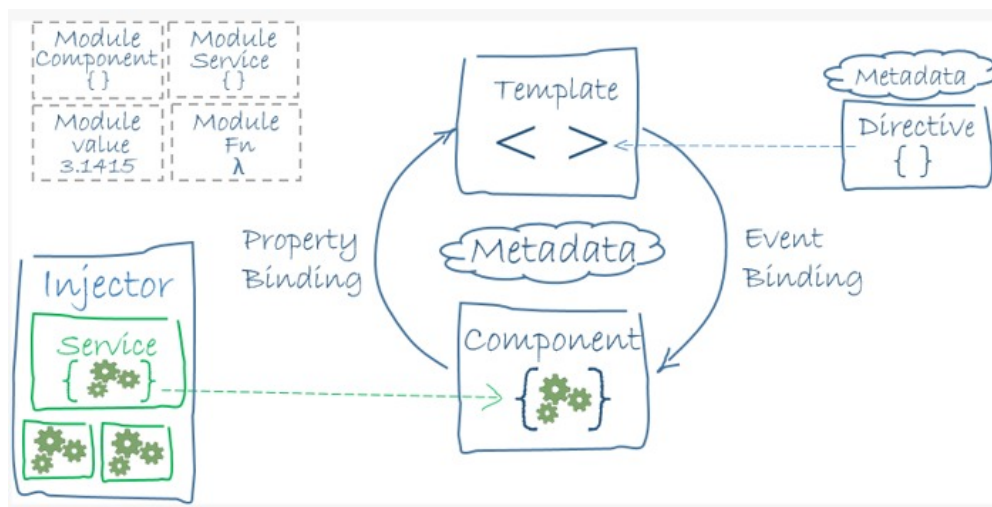 Module
Component
{ }
Module
Service
{ }
Module
value
3.1415
Module
Fn
λ
Template
< >
Metadata
Directive
{ }
Property
Binding
Metadata
Event
Binding
Injector
Service
{ }
Component
{ }